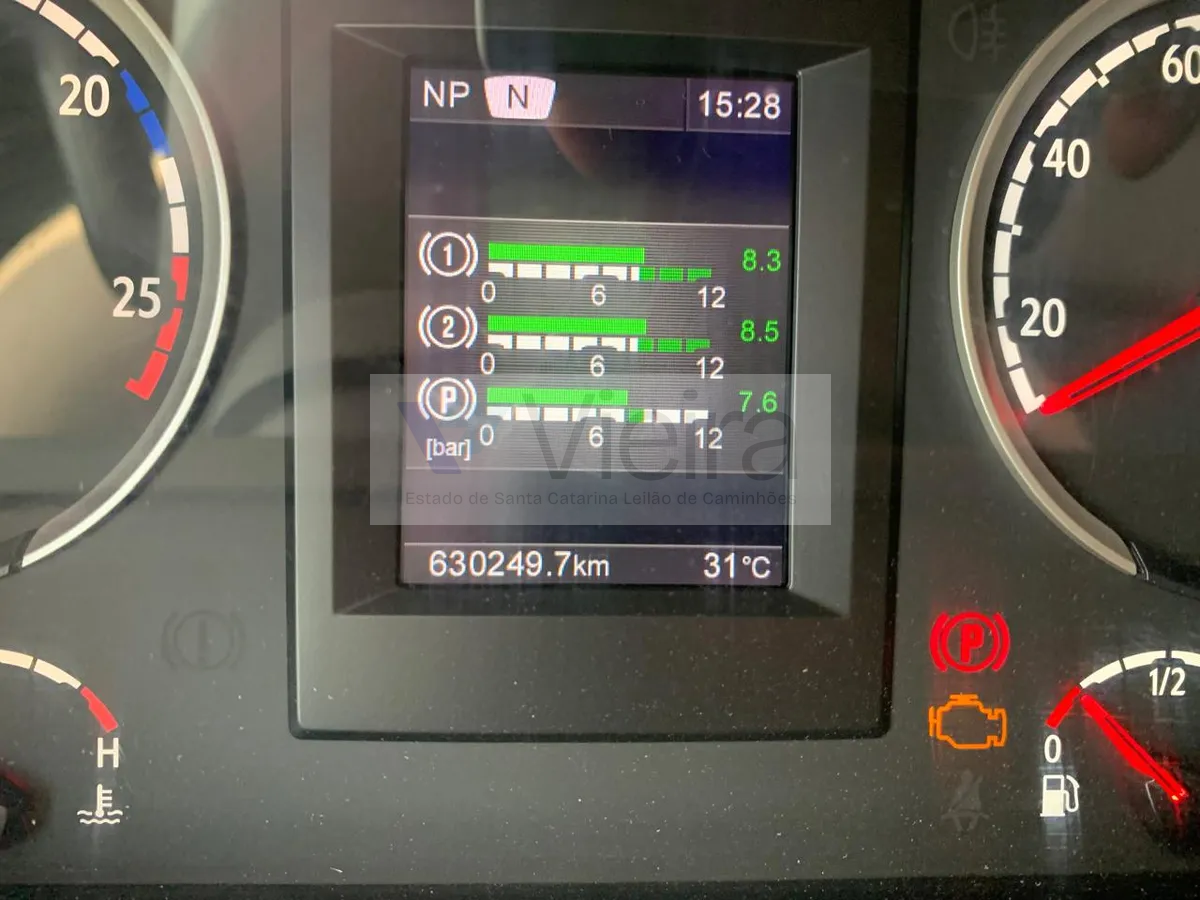 NP N 15:28
20
60
40
25
20
1 8.3
0 6 12
2 8.5
0 6 12
P 7.6
[bar] 0 6 12
Vieira
Estado de Santa Catarina Leilão de Caminhões
630249.7km 31°C
P
1/2
H
0